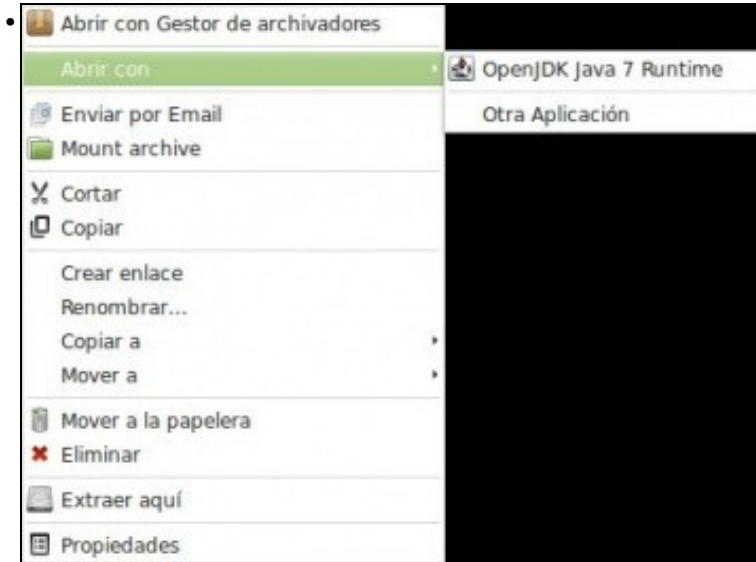 Abrir con Gestor de archivadores
Abrir con
OpenJDK Java 7 Runtime
Enviar por Email
Otra Aplicación
Mount archive
Cortar
Copiar
Crear enlace
Renombrar...
Copiar a
Mover a
Mover a la papelera
Eliminar
Extraer aquí
Propiedades